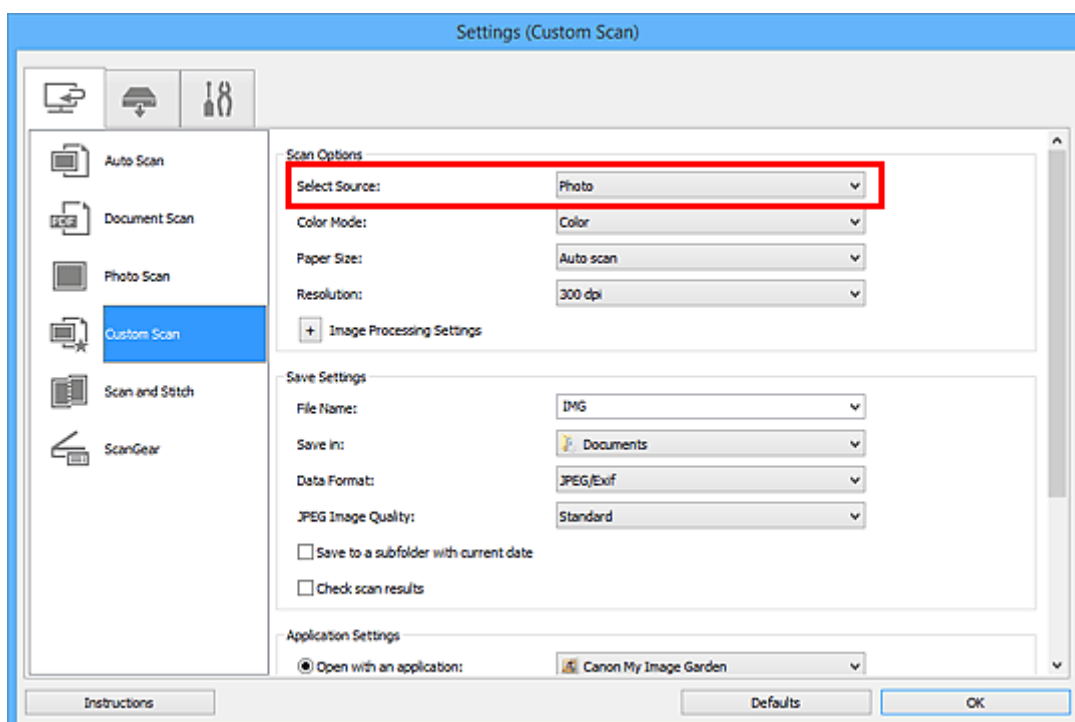 Settings (Custom Scan)
Auto Scan
Document Scan
Photo Scan
Custom Scan
Scan and Stitch
ScanGear
Scan Options
Select Source: Photo
Color Mode: Color
Paper Size: Auto scan
Resolution: 300 dpi
+ Image Processing Settings
Save Settings
File Name: IMG
Save in: Documents
Data Format: JPEG/Exif
JPEG Image Quality: Standard
Save to a subfolder with current date
Check scan results
Application Settings
Open with an application: Canon My Image Garden
Instructions Defaults OK